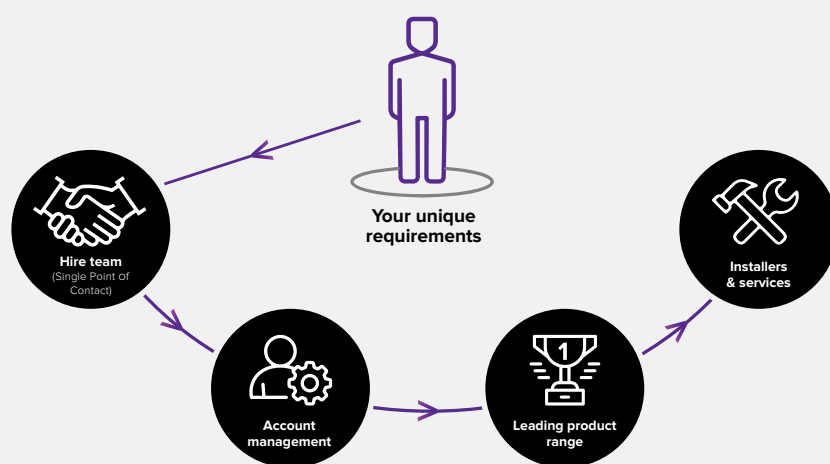 Your unique
requirements
Hire team
(Single Point of
Contact)
Account
management
1
Leading product
range
Installers
& services